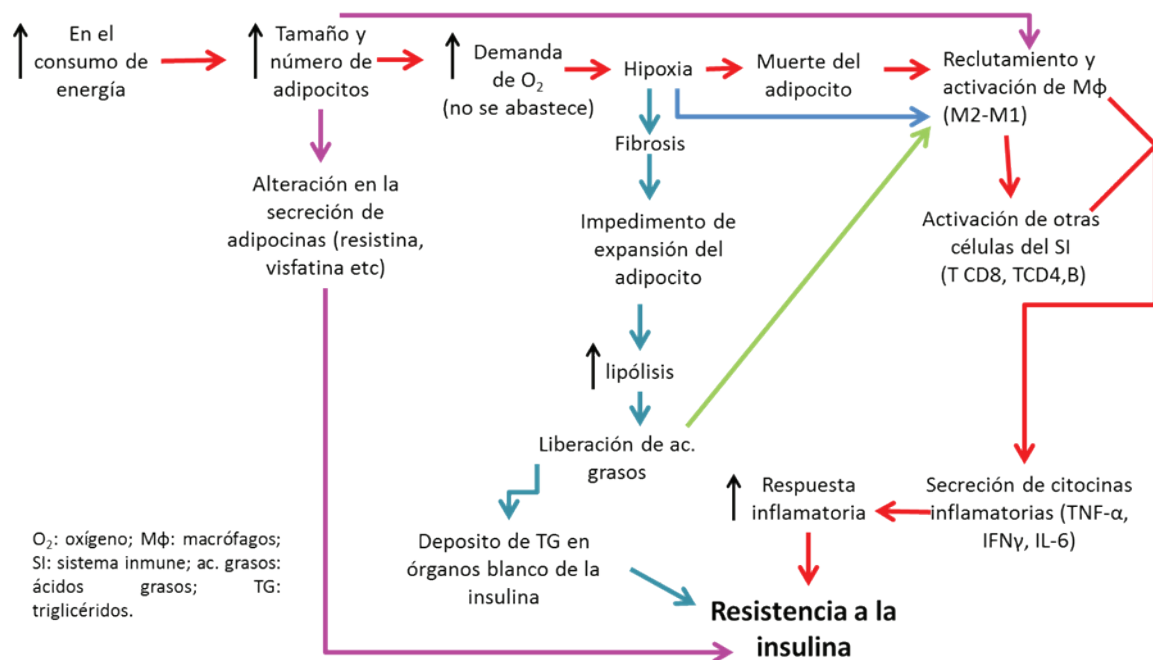 En el
consumo de
energía
Tamaño y
número de
adipocitos
Demanda
de O₂
(no se abastece)
Hipoxia
Muerte del
adipocito
Reclutamiento y
activación de Mϕ
(M2-M1)
Fibrosis
Alteración en la
secreción de
adipocinas (resistina,
visfatina etc)
Impedimento de
expansión del
adipocito
Activación de otras
células del SI
(T CD8, TCD4,B)
lipólisis
Liberación de ac.
grasos
Respuesta
inflamatoria
Secreción de citocinas
inflamatorias (TNF-α,
IFNγ, IL-6)
O₂: oxígeno; Mϕ: macrófagos;
SI: sistema inmune; ac. grasos:
ácidos grasos; TG:
triglicéridos.
Deposito de TG en
órganos blanco de la
insulina
Resistencia a la
insulina